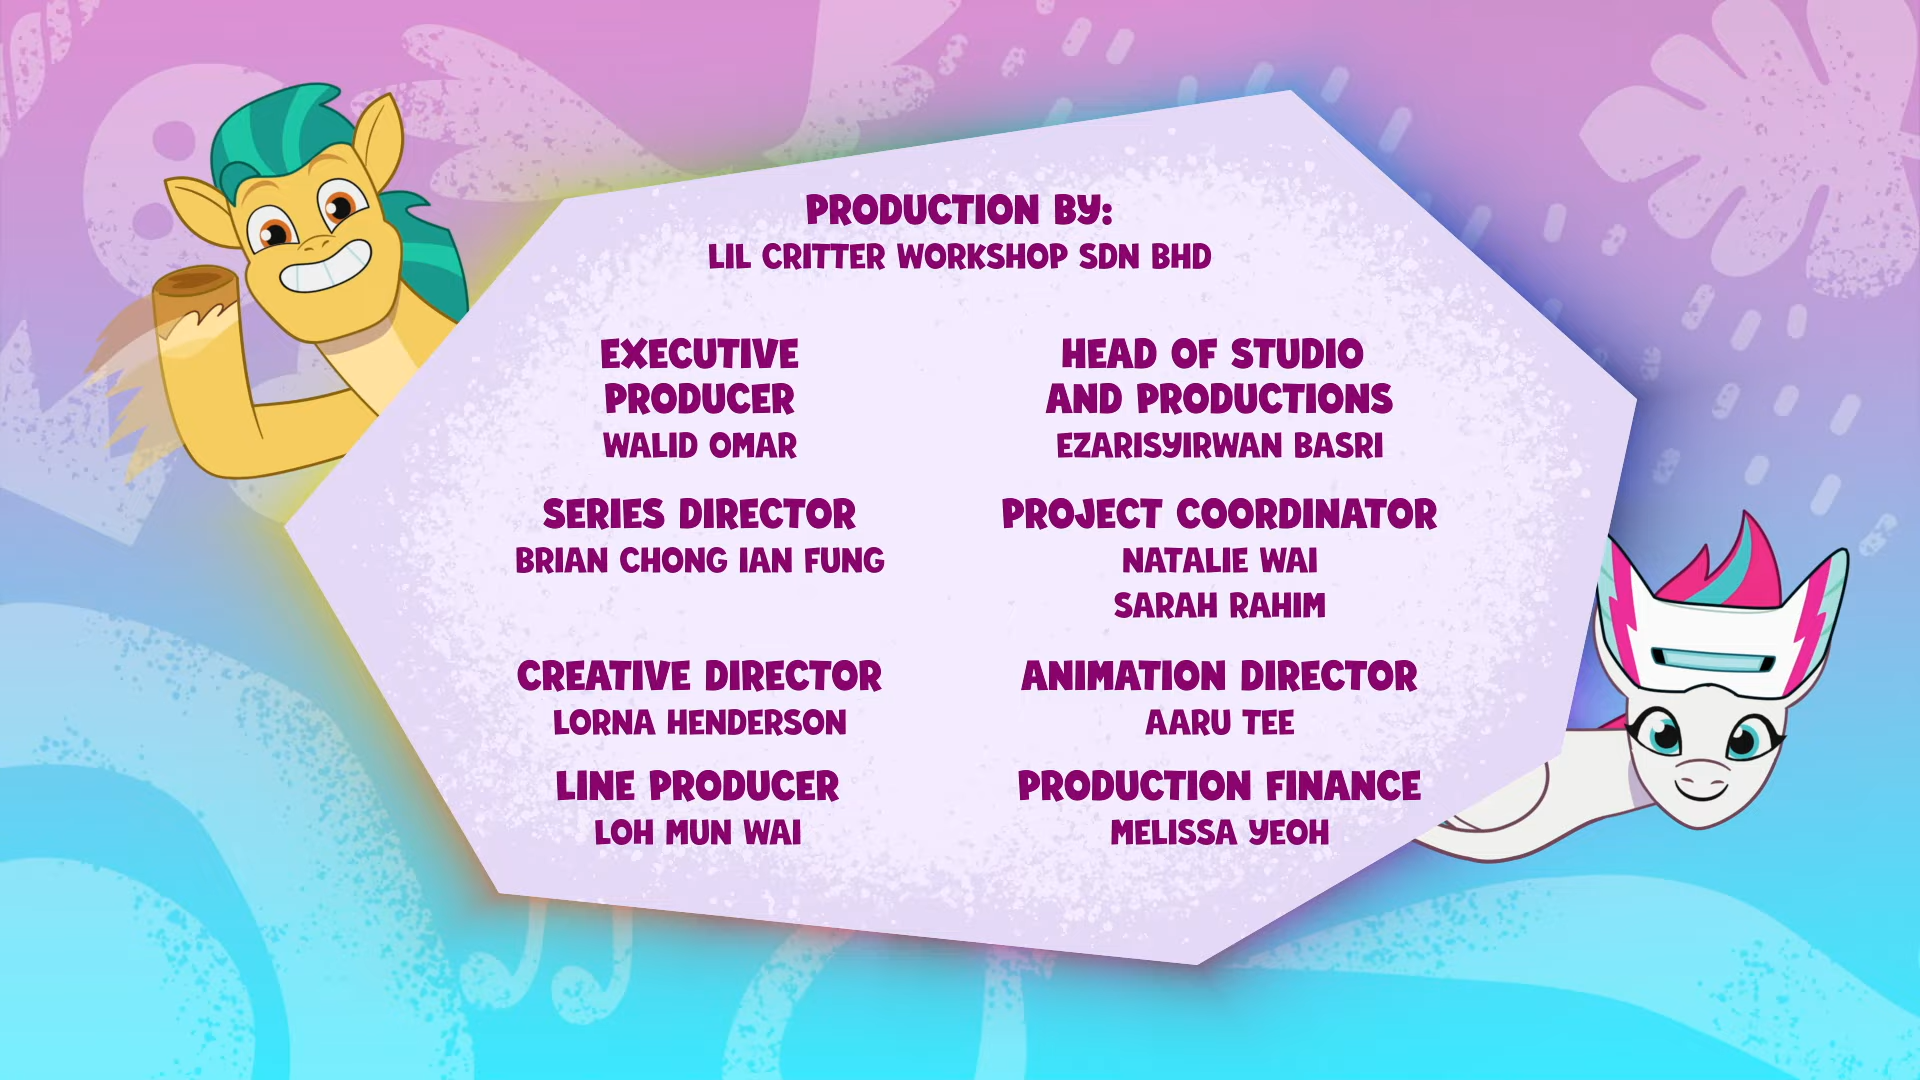 PRODUCTION BY:
LIL CRITTER WORKSHOP SDN BHD
EXECUTIVE
PRODUCER
WALID OMAR
HEAD OF STUDIO
AND PRODUCTIONS
EZARISYIRWAN BASRI
SERIES DIRECTOR
BRIAN CHONG IAN FUNG
PROJECT COORDINATOR
NATALIE WAI
SARAH RAHIM
CREATIVE DIRECTOR
LORNA HENDERSON
ANIMATION DIRECTOR
AARU TEE
LINE PRODUCER
LOH MUN WAI
PRODUCTION FINANCE
MELISSA YEOH